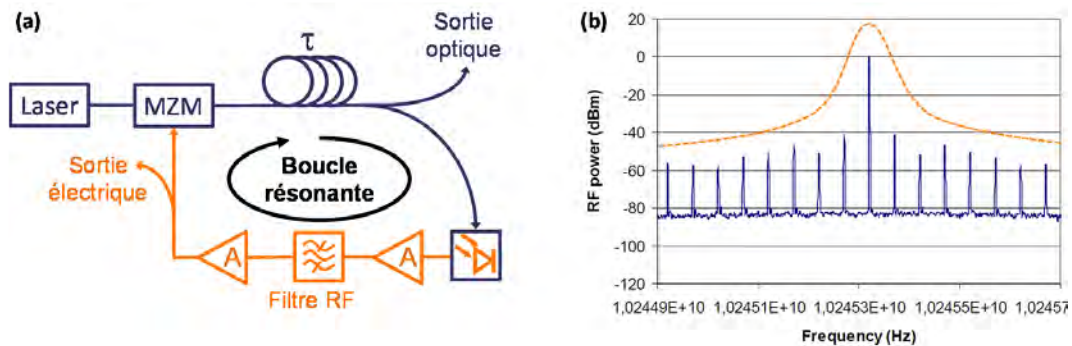 (a)
τ
Sortie
optique
Laser
MZM
Sortie
électrique
Boucle
résonante
A
A
Filtre RF
(b)
RF power (dBm)
20
0
-20
-40
-60
-80
-100
-120
1,02449E+10 1,02451E+10 1,02453E+10 1,02455E+10 1,02457
Frequency (Hz)